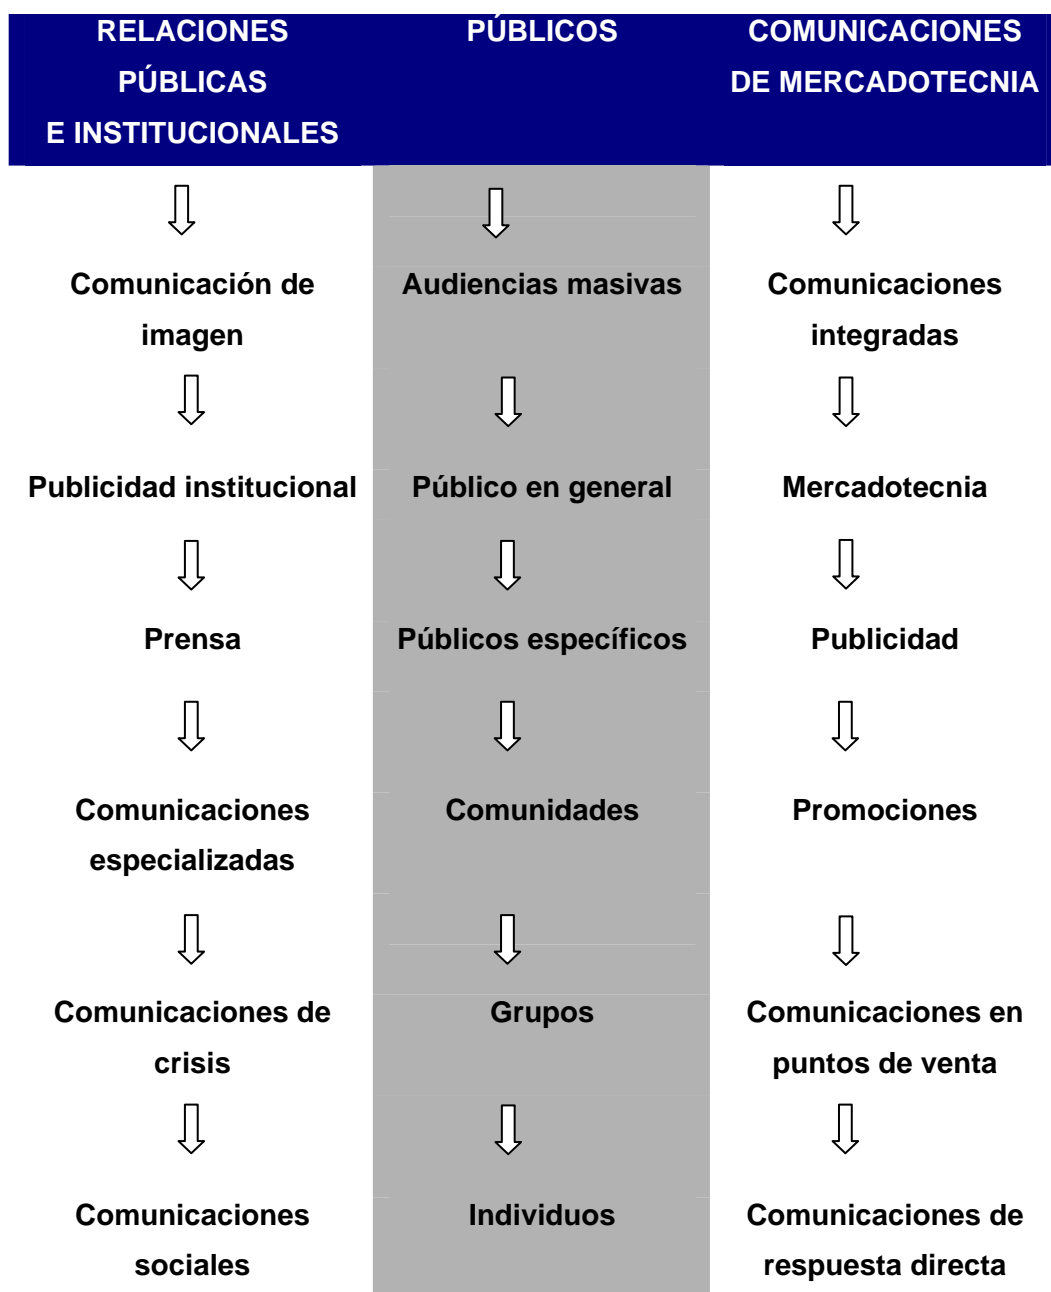 RELACIONES
PÚBLICAS
E INSTITUCIONALES
PÚBLICOS
COMUNICACIONES
DE MERCADOTECNIA
Comunicación de
imagen
Audiencias masivas
Comunicaciones
integradas
Publicidad institucional
Público en general
Mercadotecnia
Prensa
Públicos específicos
Publicidad
Comunicaciones
especializadas
Comunidades
Promociones
Comunicaciones de
crisis
Grupos
Comunicaciones en
puntos de venta
Comunicaciones
sociales
Individuos
Comunicaciones de
respuesta directa